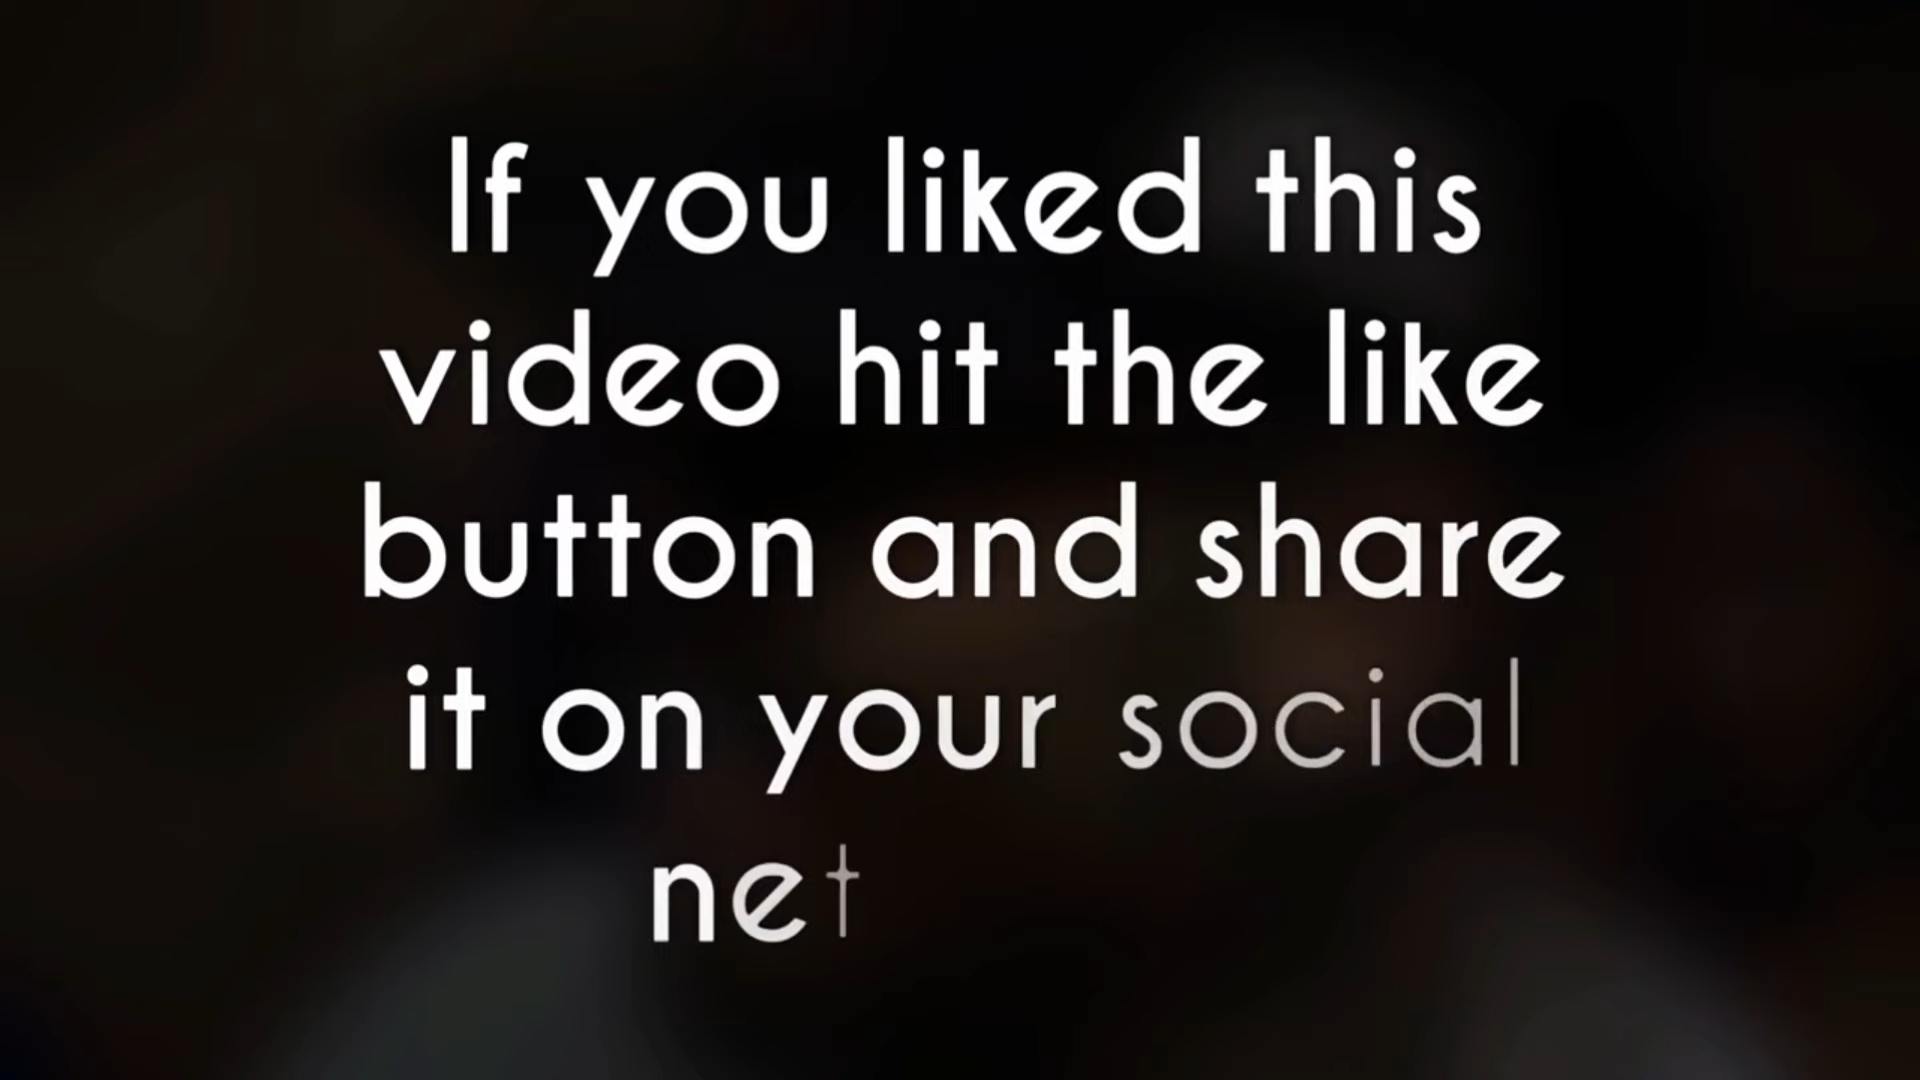 If you liked this
video hit the like
button and share
it on your social
net